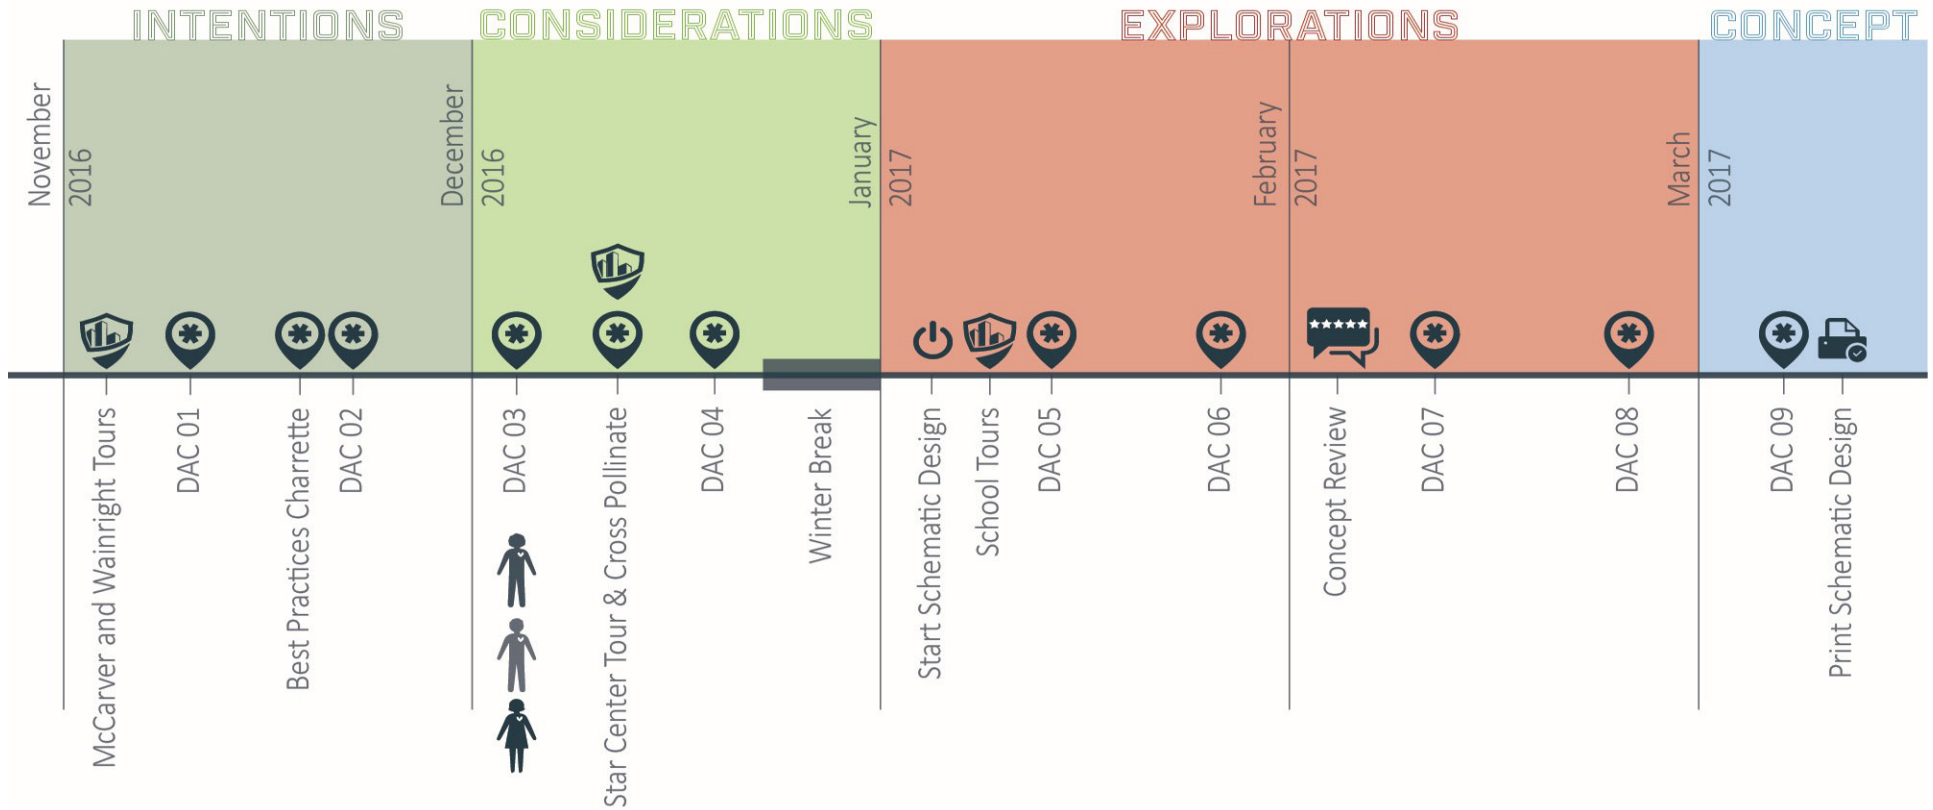 INTENTIONS
CONSIDERATIONS
EXPLORATIONS
CONCEPT
November
2016
December
2016
January
2017
February
2017
March
2017
McCarver and Wainright Tours
DAC 01
Best Practices Charrette
DAC 02
DAC 03
Star Center Tour & Cross Pollinate
DAC 04
Winter Break
Start Schematic Design
School Tours
DAC 05
DAC 06
Concept Review
DAC 07
DAC 08
DAC 09
Print Schematic Design